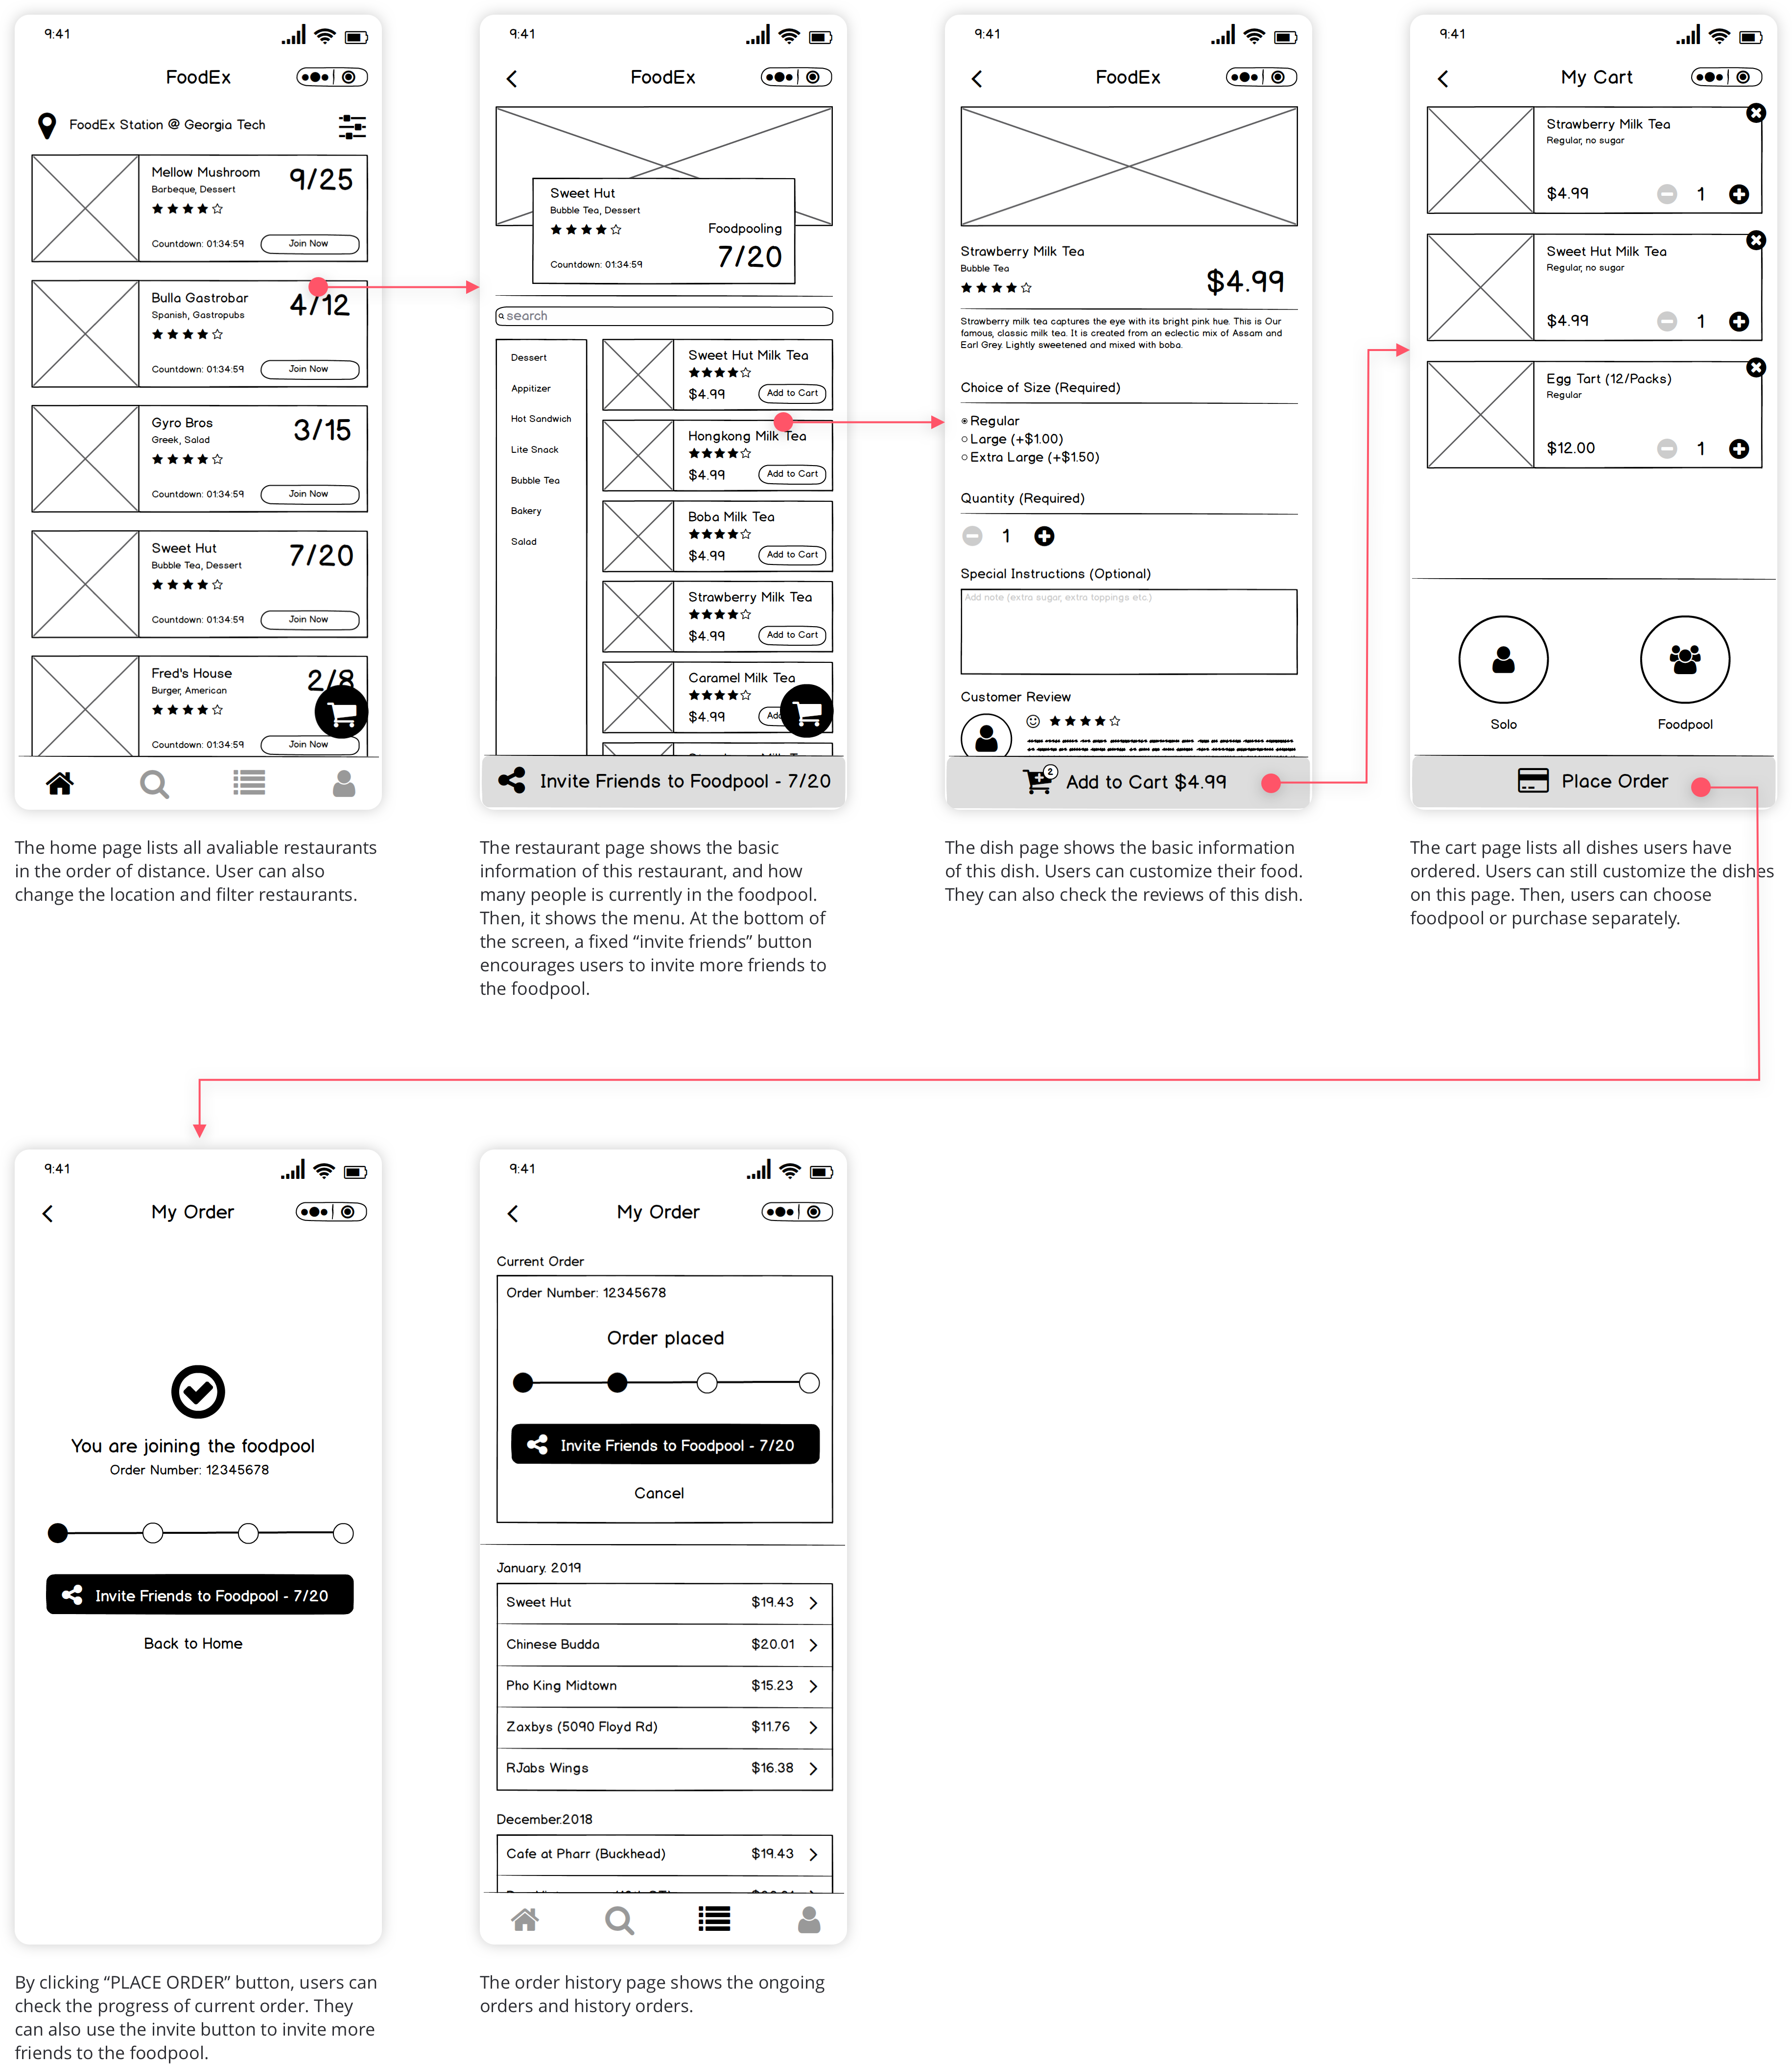 9:41
FoodEx
FoodEx Station @ Georgia Tech
Mellow Mushroom
9/25
Barbeque, Dessert
Countdown: 01:34:59
Join Now
Bulla Gastrobar
4/12
Spanish, Gastropubs
Countdown: 01:34:59
Join Now
Gyro Bros
3/15
Greek, Salad
Countdown: 01:34:59
Join Now
Sweet Hut
7/20
Bubble Tea, Dessert
Countdown: 01:34:59
Join Now
Fred's House
2/8
Burger, American
Countdown: 01:34:59
Join Now
The home page lists all avaliable restaurants
in the order of distance. User can also
change the location and filter restaurants.
9:41
FoodEx
Sweet Hut
Bubble Tea, Dessert
Foodpooling
7/20
Countdown: 01:34:59
search
Dessert
Appitizer
Hot Sandwich
Lite Snack
Bubble Tea
Bakery
Salad
Sweet Hut Milk Tea
$4.99
Add to Cart
Hongkong Milk Tea
$4.99
Add to Cart
Boba Milk Tea
$4.99
Add to Cart
Strawberry Milk Tea
$4.99
Add to Cart
Caramel Milk Tea
$4.99
Invite Friends to Foodpool - 7/20
The restaurant page shows the basic
information of this restaurant, and how
many people is currently in the foodpool.
Then, it shows the menu. At the bottom of
the screen, a fixed “invite friends” button
encourages users to invite more friends to
the foodpool.
9:41
FoodEx
Strawberry Milk Tea
Bubble Tea
$4.99
Strawberry milk tea captures the eye with its bright pink hue. This is Our
famous, classic milk tea. It is created from an eclectic mix of Assam and
Earl Grey. Lightly sweetened and mixed with boba.
Choice of Size (Required)
Regular
Large (+$1.00)
Extra Large (+$1.50)
Quantity (Required)
1
Special Instructions (Optional)
Add note (extra sugar, extra toppings etc.)
Customer Review
2
Add to Cart $4.99
The dish page shows the basic information
of this dish. Users can customize their food.
They can also check the reviews of this dish.
9:41
My Cart
Strawberry Milk Tea
Regular, no sugar
$4.99
1
Sweet Hut Milk Tea
Regular, no sugar
$4.99
1
Egg Tart (12/Packs)
Regular
$12.00
1
Solo
Foodpool
Place Order
The cart page lists all dishes users have
ordered. Users can still customize the dishes
on this page. Then, users can choose
foodpool or purchase separately.
9:41
My Order
You are joining the foodpool
Order Number: 12345678
Invite Friends to Foodpool - 7/20
Back to Home
By clicking “PLACE ORDER” button, users can
check the progress of current order. They
can also use the invite button to invite more
friends to the foodpool.
9:41
My Order
Current Order
Order Number: 12345678
Order placed
Invite Friends to Foodpool - 7/20
Cancel
January. 2019
Sweet Hut $19.43
Chinese Budda $20.01
Pho King Midtown $15.23
Zaxbys (5090 Floyd Rd) $11.76
RJabs Wings $16.38
December.2018
Cafe at Pharr (Buckhead) $19.43
The order history page shows the ongoing
orders and history orders.